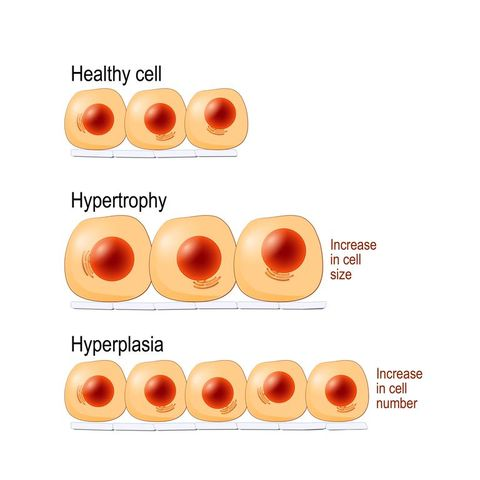 Healthy cell
Hypertrophy
Increase
in cell
size
Hyperplasia
Increase
in cell
number